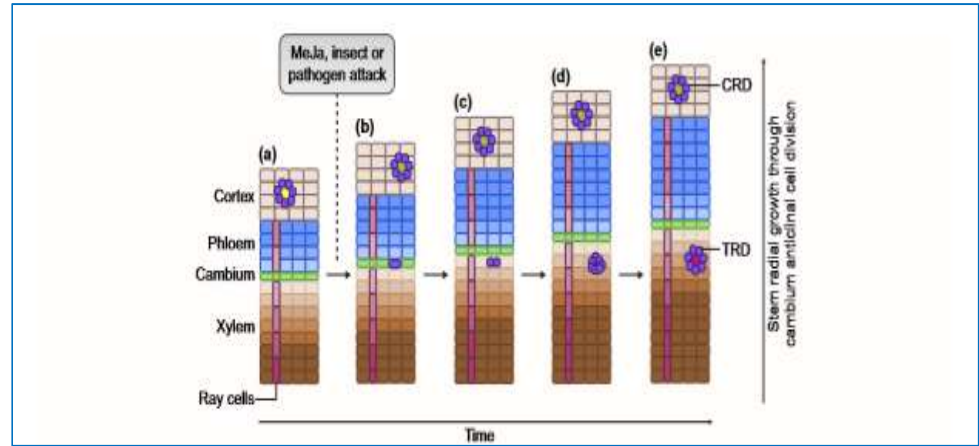 MeJa, insect or
pathogen attack
(a)
(b)
(c)
(d)
(e)
CRD
Cortex
Phloem
Cambium
Xylem
Ray cells
TRD
Time
Stem radial growth through
cambium anticlinal cell division